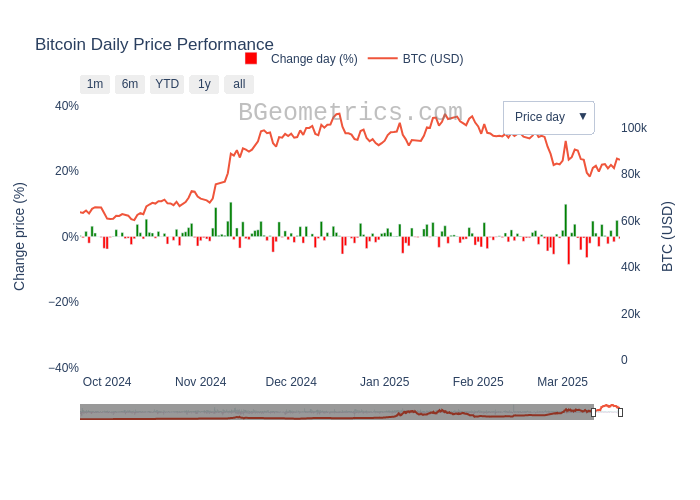 Bitcoin Daily Price Performance
Change day (%) BTC (USD)
1m 6m YTD 1y all
BGeometrics.com
Price day ▼
40%
20%
0%
−20%
−40%
Change price (%)
100k
80k
60k
40k
20k
0
BTC (USD)
Oct 2024 Nov 2024 Dec 2024 Jan 2025 Feb 2025 Mar 2025